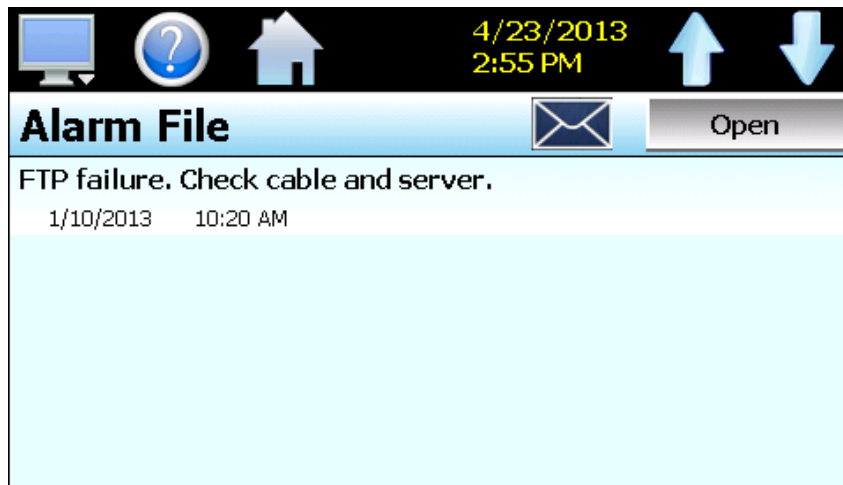 4/23/2013
2:55 PM
Alarm File
Open
FTP failure. Check cable and server.
1/10/2013 10:20 AM